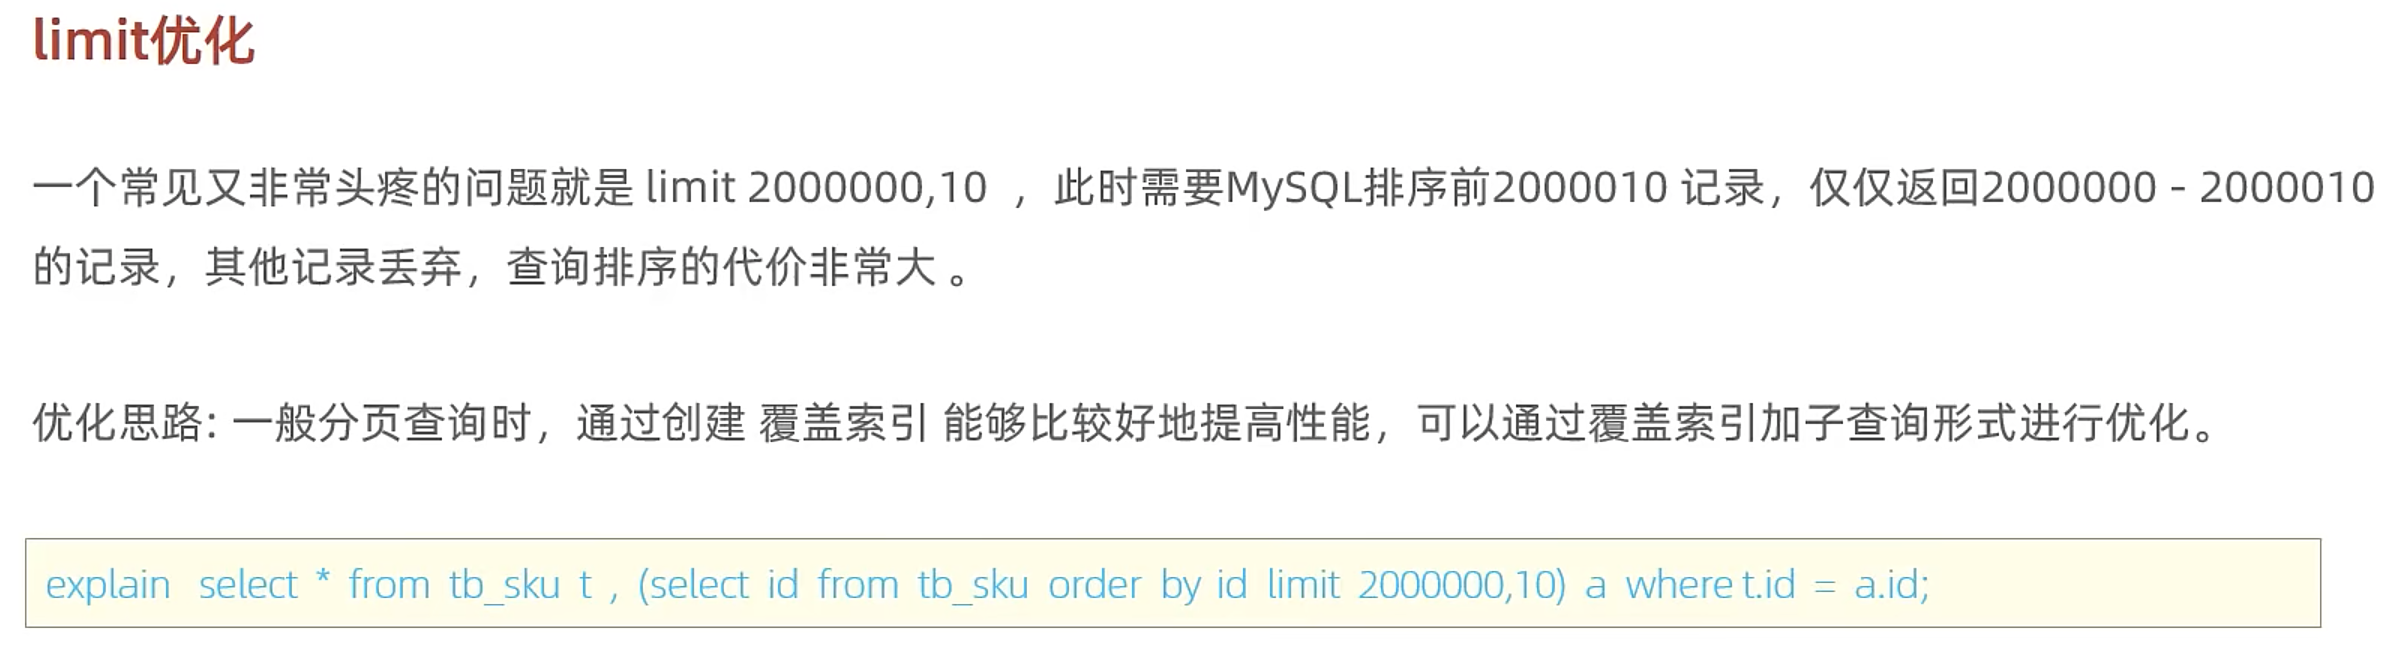 limit优化
一个常见又非常头疼的问题就是 limit 2000000,10 ，此时需要MySQL排序前2000010 记录，仅仅返回2000000 - 2000010
的记录，其他记录丢弃，查询排序的代价非常大 。
优化思路: 一般分页查询时，通过创建 覆盖索引 能够比较好地提高性能，可以通过覆盖索引加子查询形式进行优化。
explain select * from tb_sku t , (select id from tb_sku order by id limit 2000000,10) a where t.id = a.id;